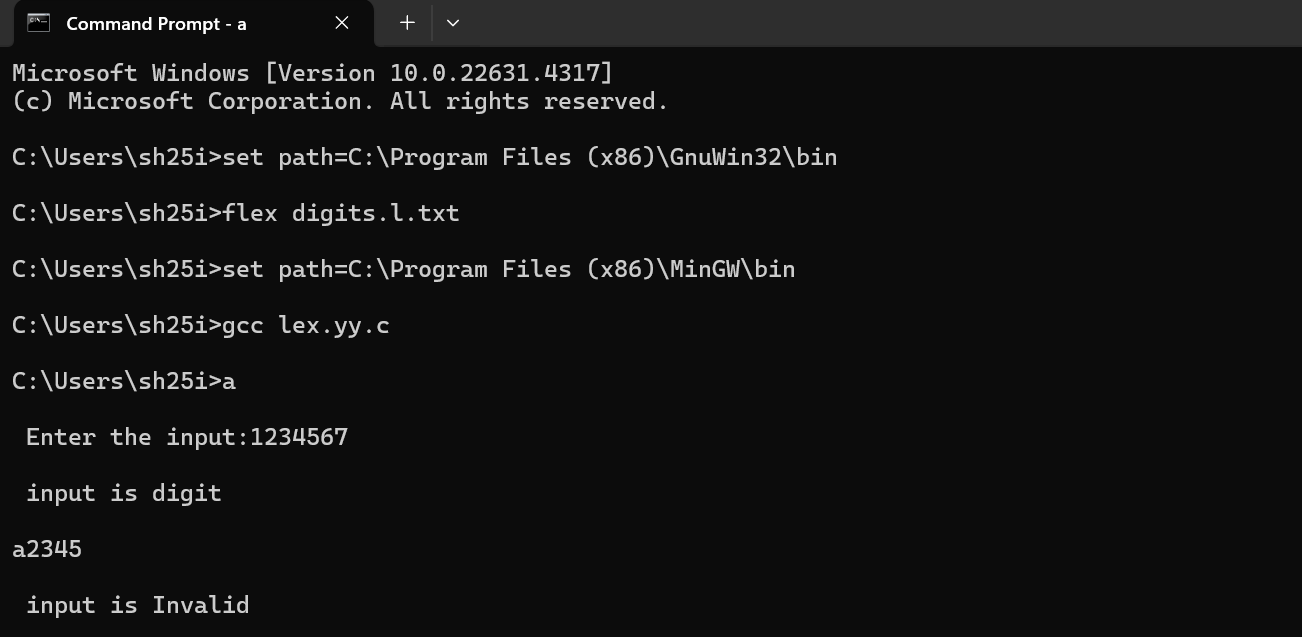 Command Prompt - a
Microsoft Windows [Version 10.0.22631.4317]
(c) Microsoft Corporation. All rights reserved.
C:\Users\sh25i>set path=C:\Program Files (x86)\GnuWin32\bin
C:\Users\sh25i>flex digits.l.txt
C:\Users\sh25i>set path=C:\Program Files (x86)\MinGW\bin
C:\Users\sh25i>gcc lex.yy.c
C:\Users\sh25i>a
Enter the input:1234567
input is digit
a2345
input is Invalid